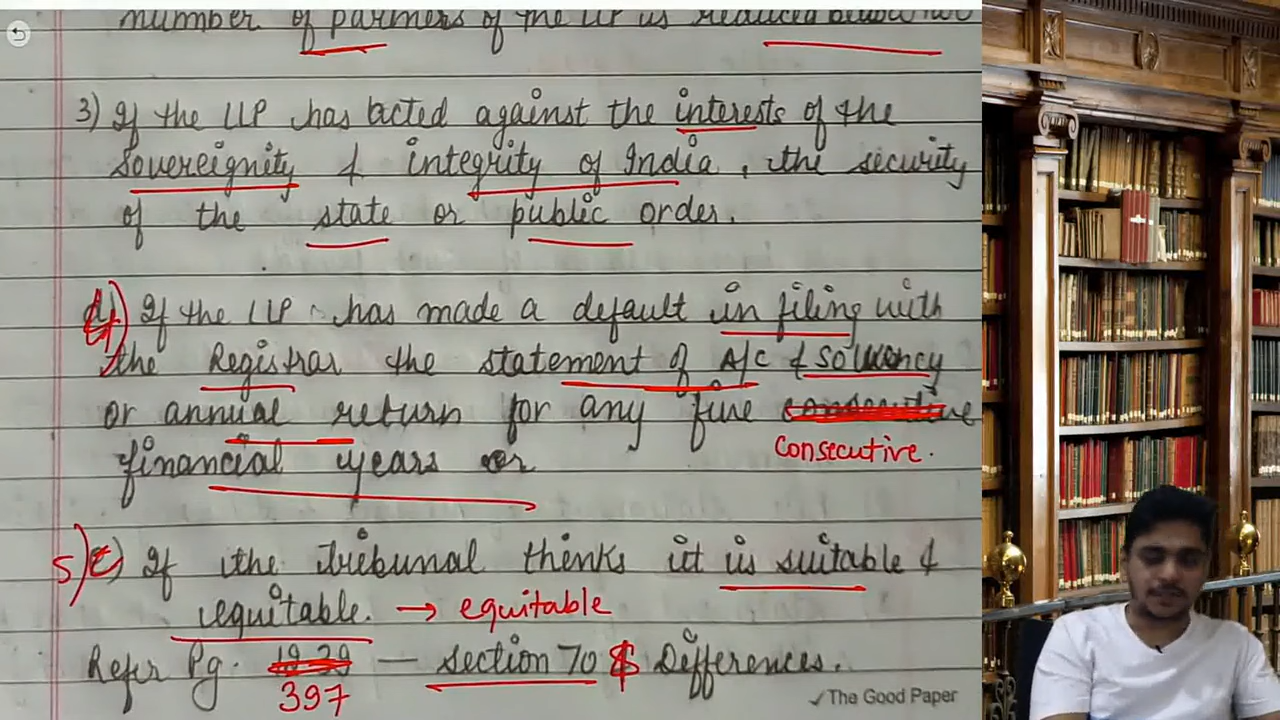 number of partners of the LLP is reduced below two
3) If the LLP has acted against the interests of the
sovereignity & integrity of India, the security
of the state or public order.
If the LLP has made a default in filing with
the Registrar the statement of A/C & solvency
or annual return for any five consecutive
consecutive.
financial years or
5) If the tribunal thinks it is suitable &
equitable. → equitable
Refer Pg. 19 29 — section 70 & Differences.
397
✓The Good Paper